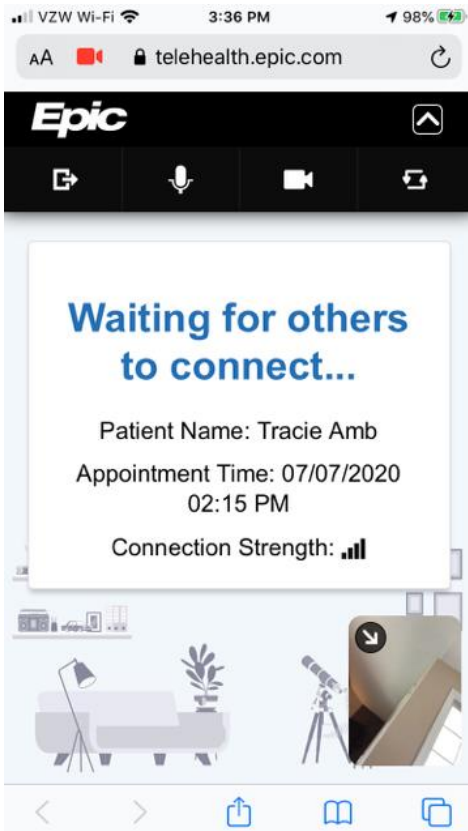 VZW Wi-Fi 3:36 PM 98%
AA telehealth.epic.com
Epic
Waiting for others
to connect...
Patient Name: Tracie Amb
Appointment Time: 07/07/2020
02:15 PM
Connection Strength: